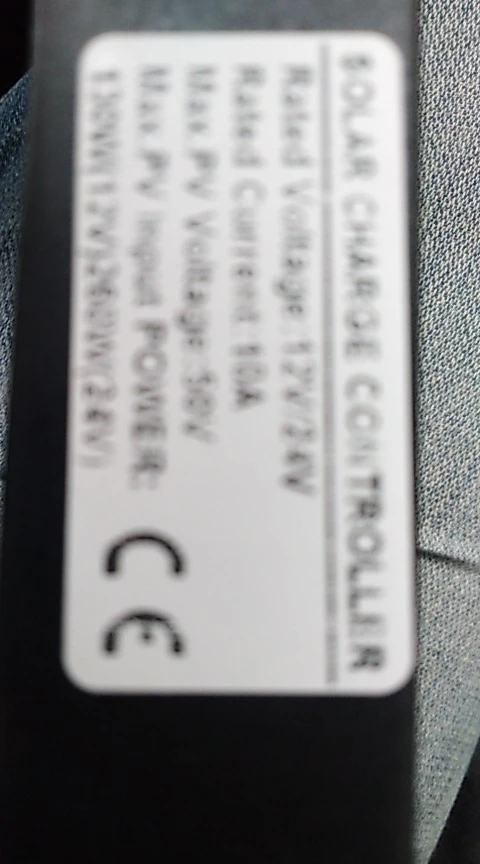 SOLAR CHARGE CONTROLLER
Rated Voltage:12V/24V
Rated Current:10A
Max.PV Voltage:50V
Max.PV Input POWER:
130W(12V)260W(24V)
CE